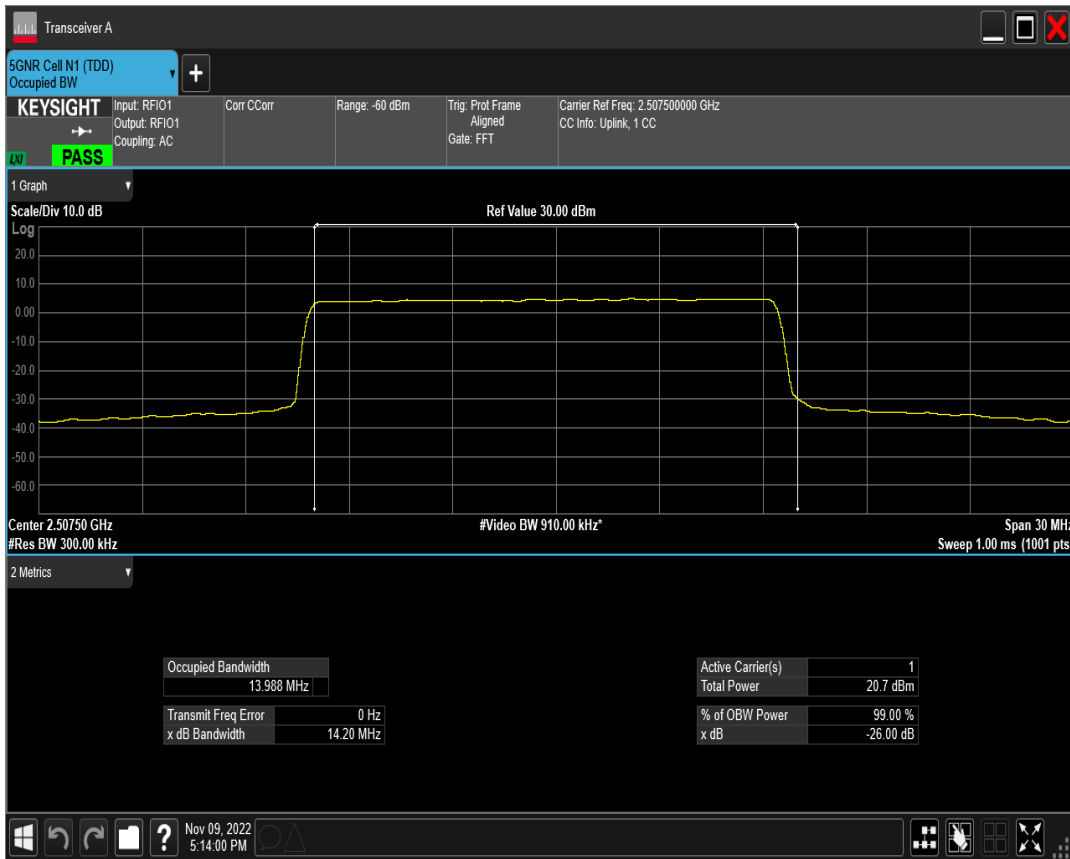 Transceiver A
5GNR Cell N1 (TDD)
Occupied BW
+
KEYSIGHT
LXI
PASS
Input: RFIO1
Output: RFIO1
Coupling: AC
Corr CCorr
Range: -60 dBm
Trig: Prot Frame
Aligned
Gate: FFT
Carrier Ref Freq: 2.507500000 GHz
CC Info: Uplink, 1 CC
1 Graph
Scale/Div 10.0 dB
Ref Value 30.00 dBm
Log
20.0
10.0
0.00
-10.0
-20.0
-30.0
-40.0
-50.0
-60.0
Center 2.50750 GHz
#Video BW 910.00 kHz*
Span 30 MHz
#Res BW 300.00 kHz
Sweep 1.00 ms (1001 pts
2 Metrics
Occupied Bandwidth
13.988 MHz
Transmit Freq Error 0 Hz
x dB Bandwidth 14.20 MHz
Active Carrier(s) 1
Total Power 20.7 dBm
% of OBW Power 99.00 %
x dB -26.00 dB
?
Nov 09, 2022
5:14:00 PM